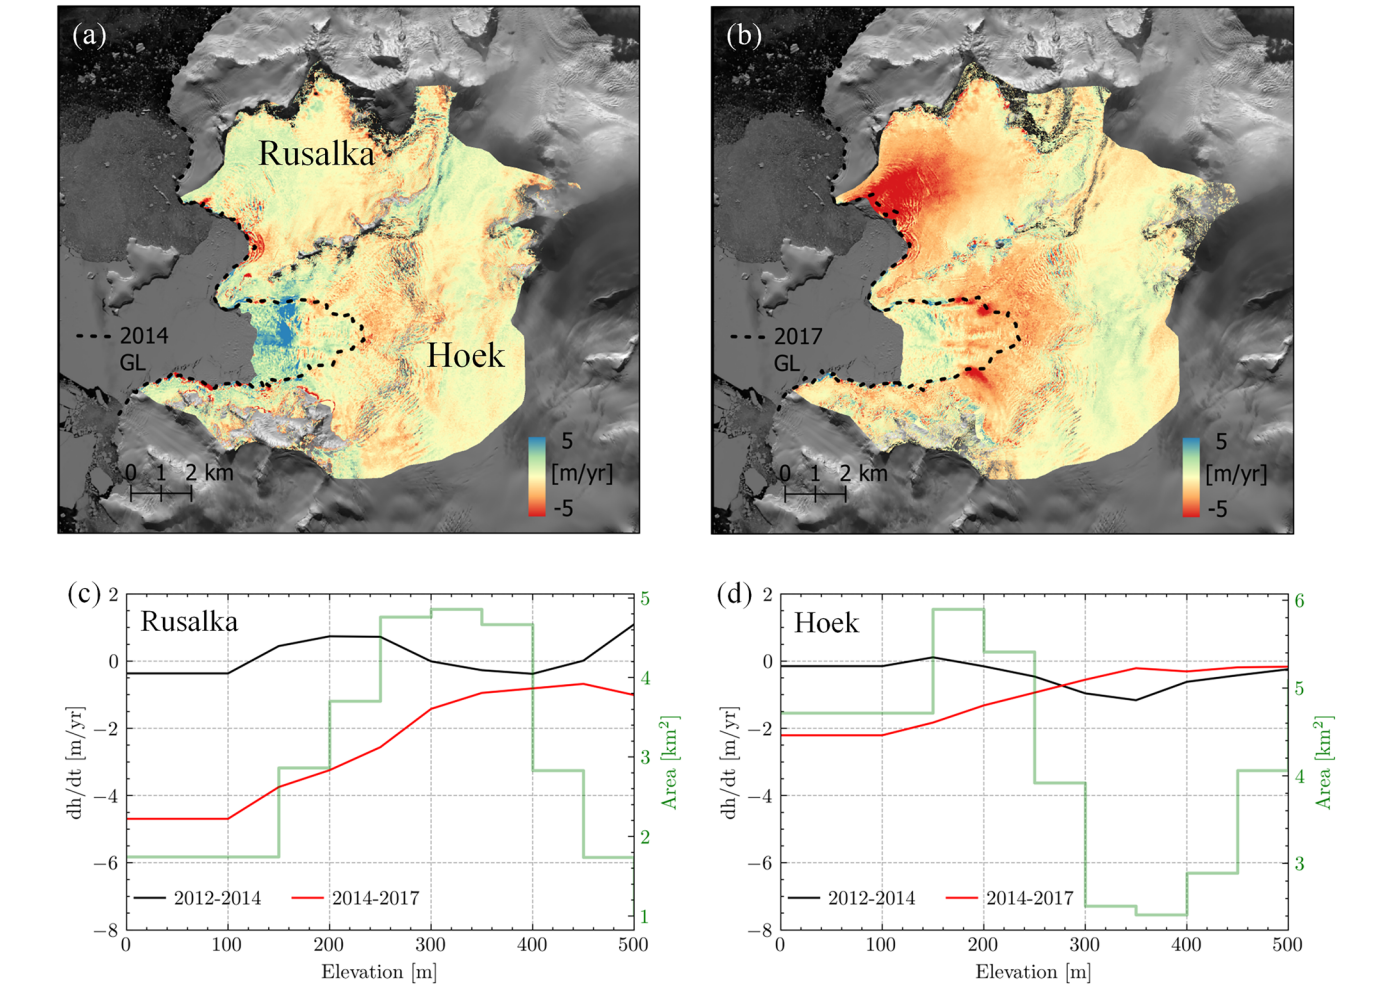 (a)
Rusalka
Hoek
2014
GL
0 1 2 km
5
[m/yr]
-5
(b)
2017
GL
0 1 2 km
5
[m/yr]
-5
(c)
Rusalka
2
0
−2
−4
−6
−8
dh/dt [m/yr]
5
4
3
2
1
Area [km²]
2012-2014
2014-2017
0 100 200 300 400 500
Elevation [m]
(d)
Hoek
2
0
−2
−4
−6
−8
dh/dt [m/yr]
6
5
4
3
Area [km²]
2012-2014
2014-2017
0 100 200 300 400 500
Elevation [m]